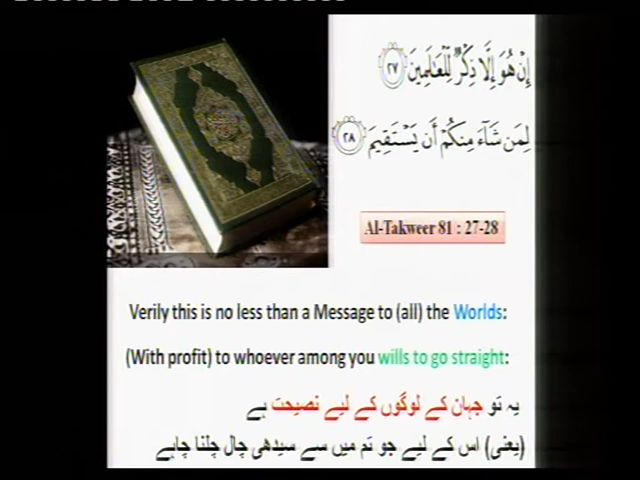 إِنْ هُوَ إِلَّا ذِكْرٌ لِّلْعَالَمِينَ ﴿٢٧﴾
لِمَن شَاءَ مِنكُمْ أَن يَسْتَقِيمَ ﴿٢٨﴾
Al-Takweer 81 : 27-28
Verily this is no less than a Message to (all) the Worlds:
(With profit) to whoever among you wills to go straight:
یہ تو جہان کے لوگوں کے لیے نصیحت ہے
(یعنی) اس کے لیے جو تم میں سے سیدھی چال چلنا چاہے